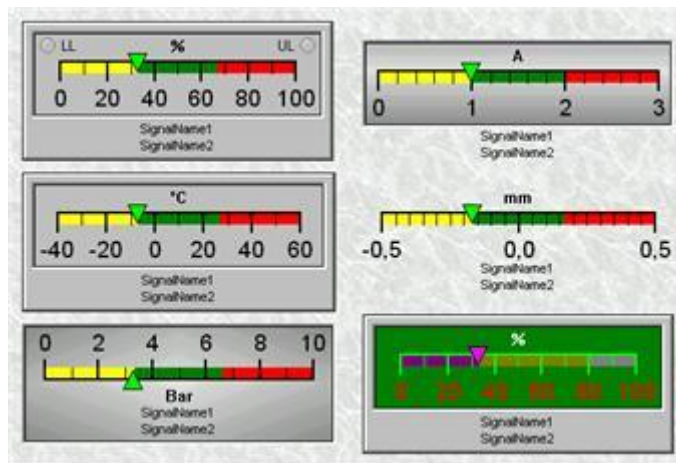 LL % UL
0 20 40 60 80 100
SignalName1
SignalName2
A
0 1 2 3
SignalName1
SignalName2
°C
-40 -20 0 20 40 60
SignalName1
SignalName2
mm
-0,5 0,0 0,5
SignalName1
SignalName2
0 2 4 6 8 10
Bar
SignalName1
SignalName2
%
0 20 40 60 80 100
SignalName1
SignalName2